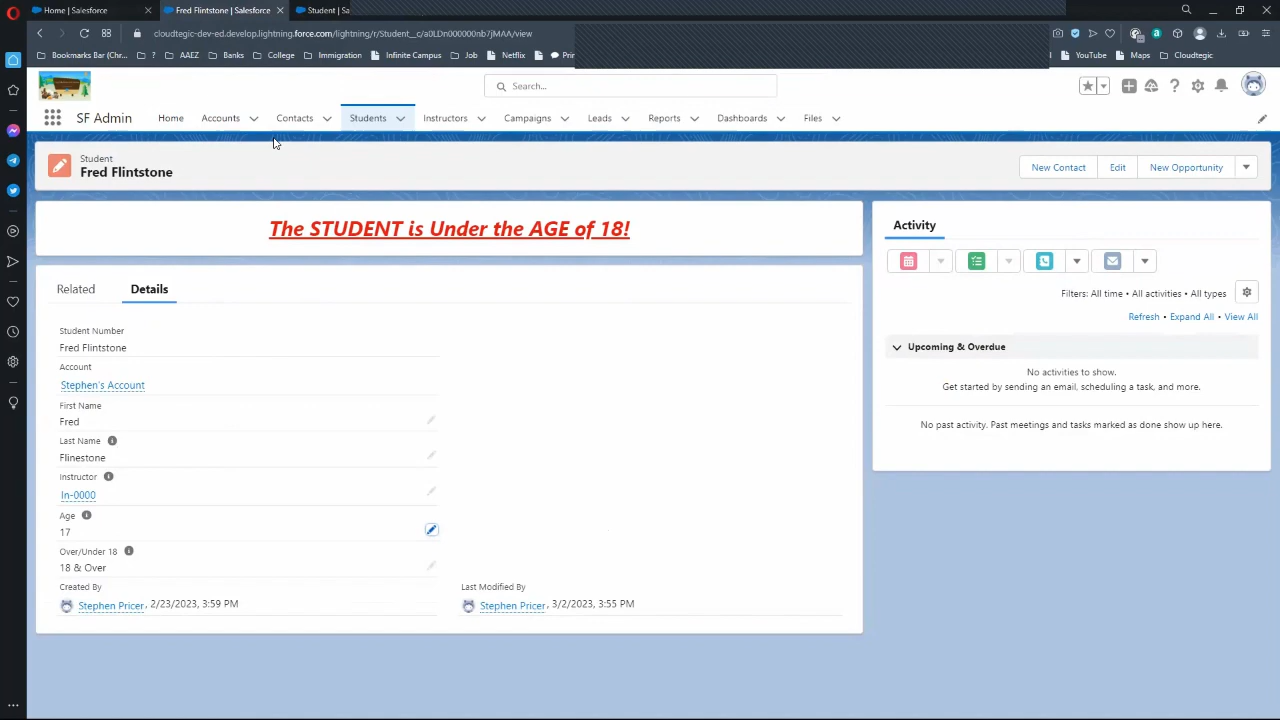 Home | Salesforce
Fred Flintstone | Salesforce
Student | Sa
cloudtegic-dev-ed.develop.lightning.force.com/lightning/r/Student__c/a0LDn000000nb7jMAA/view
Bookmarks Bar (Chr...
?
AAEZ
Banks
College
Immigration
Infinite Campus
Job
Netflix
Pri
YouTube
Maps
Cloudtegic
Search...
SF Admin
Home
Accounts
Contacts
Students
Instructors
Campaigns
Leads
Reports
Dashboards
Files
Student
Fred Flintstone
New Contact
Edit
New Opportunity
The STUDENT is Under the AGE of 18!
Related
Details
Student Number
Fred Flintstone
Account
Stephen's Account
First Name
Fred
Last Name
Flinestone
Instructor
In-0000
Age
17
Over/Under 18
18 & Over
Created By
Stephen Pricer, 2/23/2023, 3:59 PM
Last Modified By
Stephen Pricer, 3/2/2023, 3:55 PM
Activity
Filters: All time • All activities • All types
Refresh • Expand All • View All
Upcoming & Overdue
No activities to show.
Get started by sending an email, scheduling a task, and more.
No past activity. Past meetings and tasks marked as done show up here.